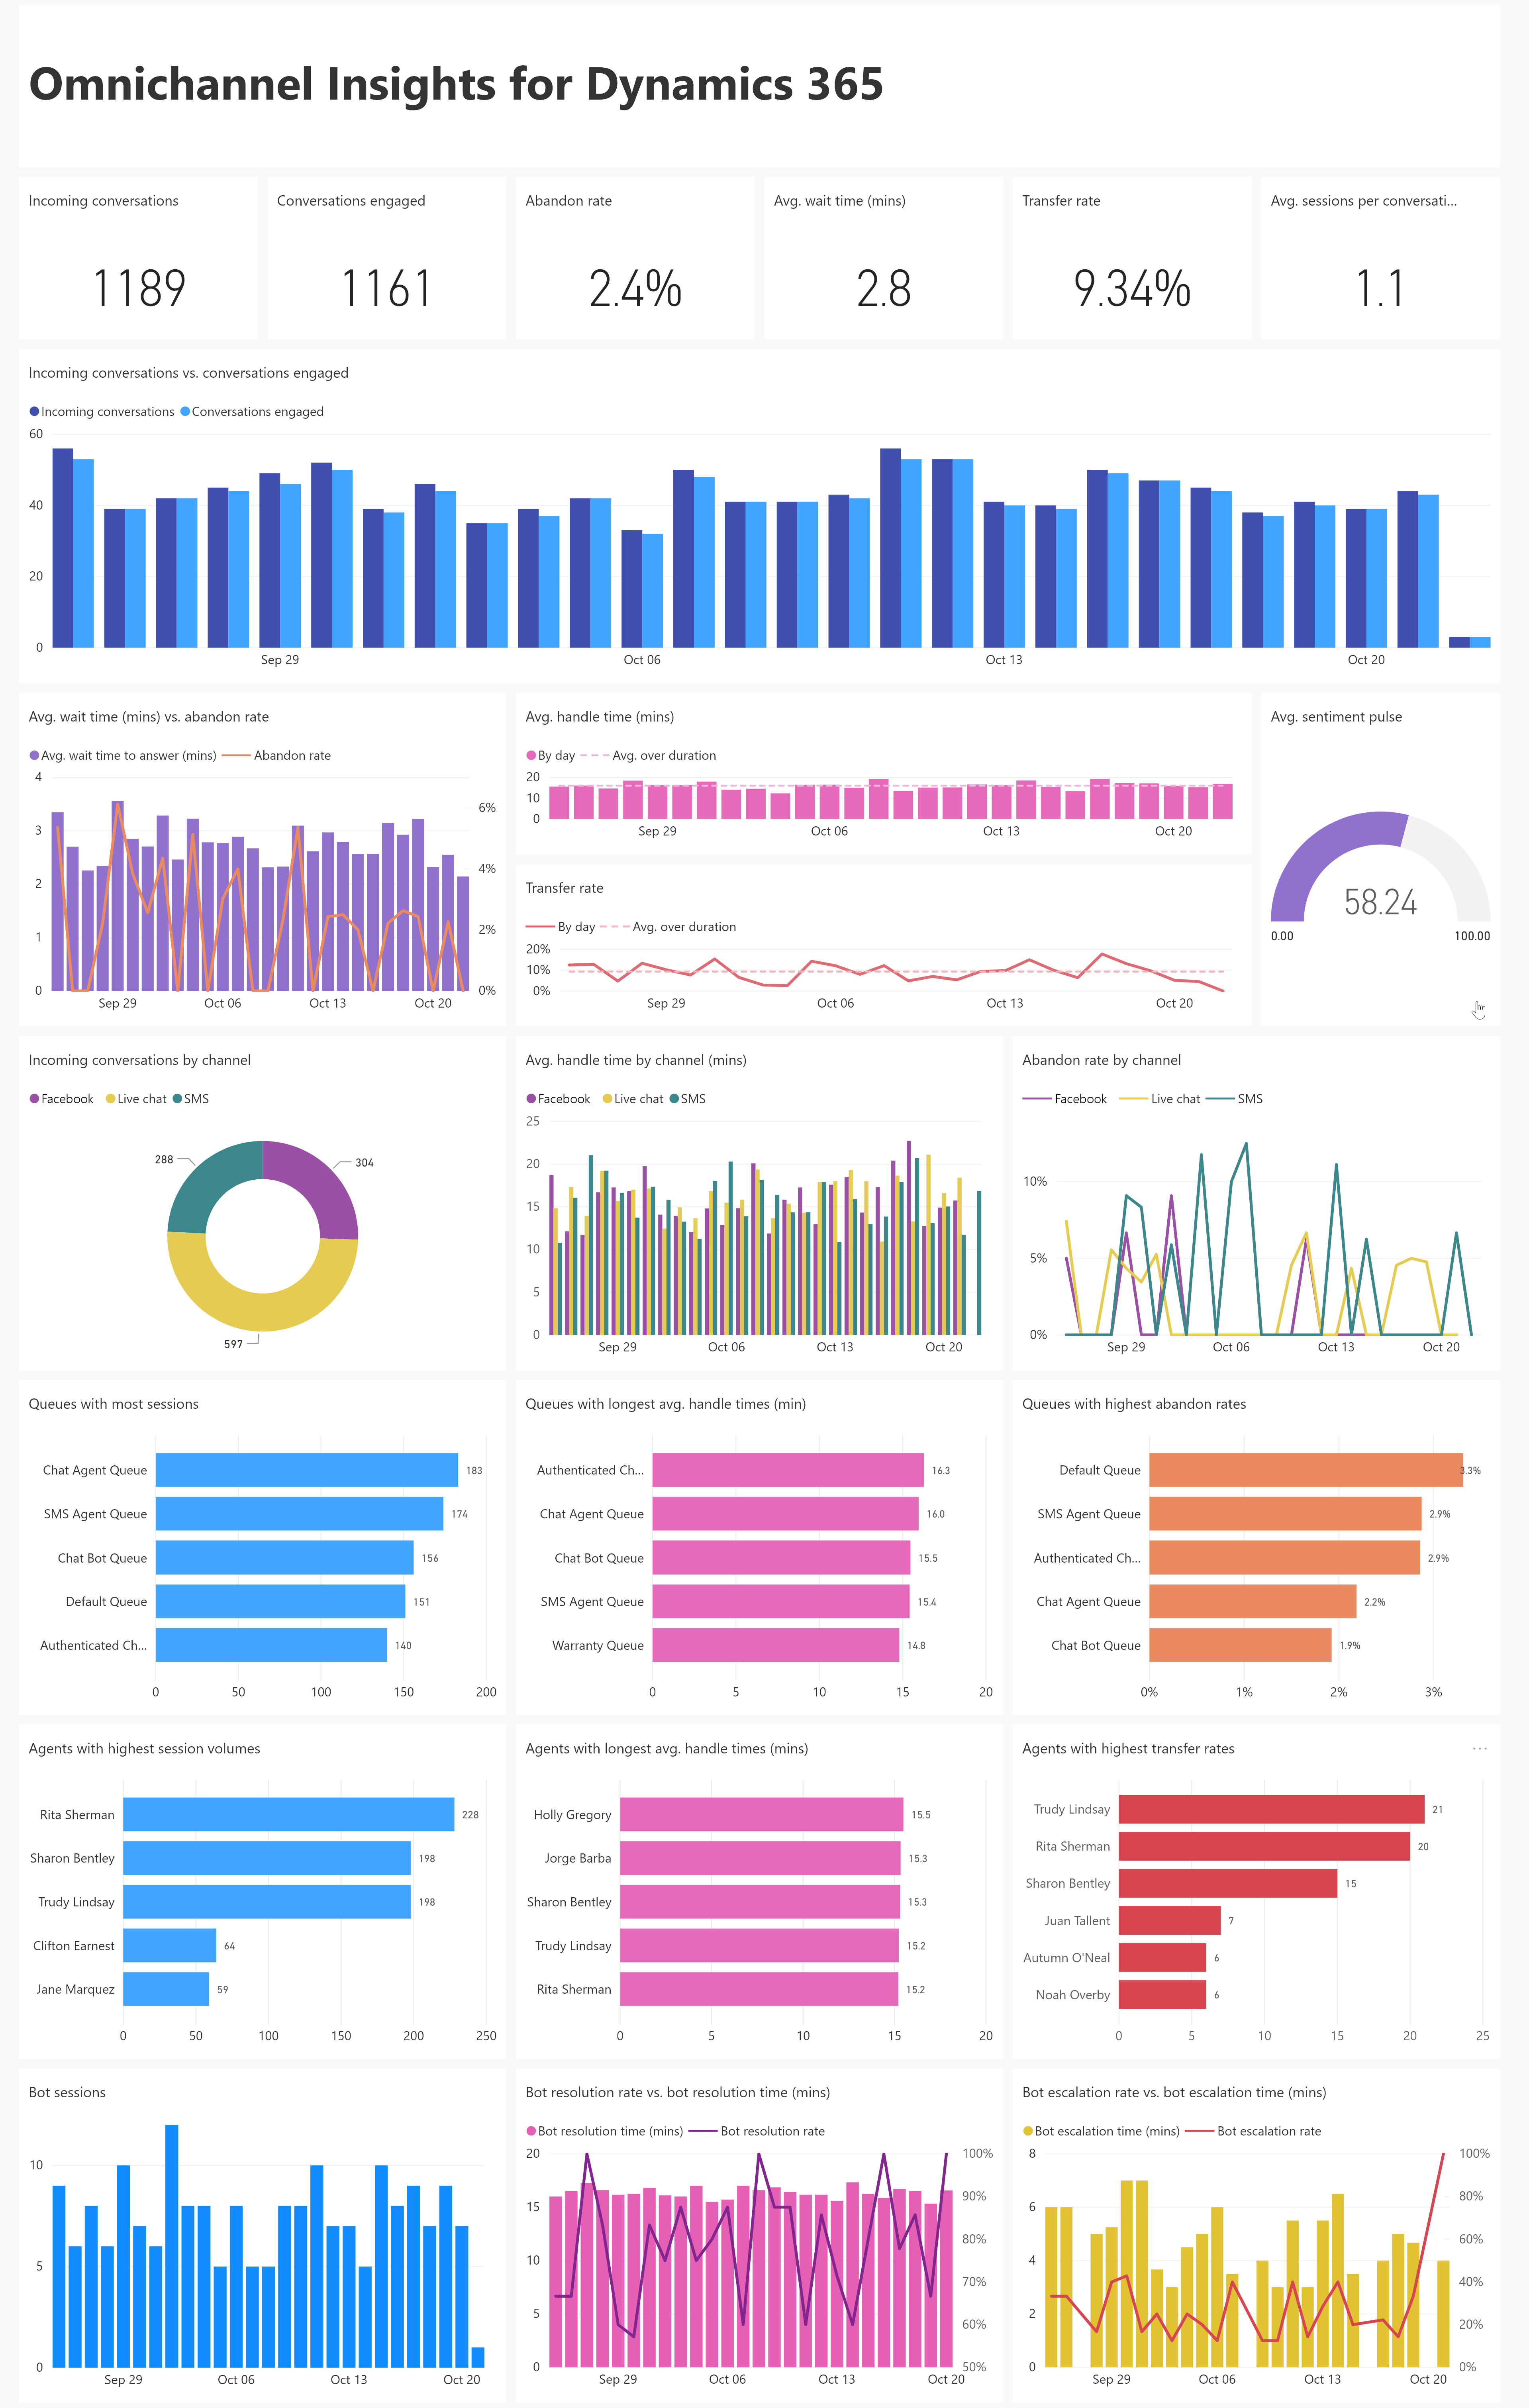 Omnichannel Insights for Dynamics 365
Incoming conversations
1189
Conversations engaged
1161
Abandon rate
2.4%
Avg. wait time (mins)
2.8
Transfer rate
9.34%
Avg. sessions per conversati...
1.1
Incoming conversations vs. conversations engaged
Incoming conversations Conversations engaged
60
40
20
0
Sep 29 Oct 06 Oct 13 Oct 20
Avg. wait time (mins) vs. abandon rate
Avg. wait time to answer (mins) Abandon rate
4
3
2
1
0
6%
4%
2%
0%
Sep 29 Oct 06 Oct 13 Oct 20
Avg. handle time (mins)
By day Avg. over duration
20
10
0
Sep 29 Oct 06 Oct 13 Oct 20
Transfer rate
By day Avg. over duration
20%
10%
0%
Sep 29 Oct 06 Oct 13 Oct 20
Avg. sentiment pulse
58.24
0.00 100.00
Incoming conversations by channel
Facebook Live chat SMS
288
304
597
Avg. handle time by channel (mins)
Facebook Live chat SMS
25
20
15
10
5
0
Sep 29 Oct 06 Oct 13 Oct 20
Abandon rate by channel
Facebook Live chat SMS
10%
5%
0%
Sep 29 Oct 06 Oct 13 Oct 20
Queues with most sessions
Chat Agent Queue 183
SMS Agent Queue 174
Chat Bot Queue 156
Default Queue 151
Authenticated Ch... 140
0 50 100 150 200
Queues with longest avg. handle times (min)
Authenticated Ch... 16.3
Chat Agent Queue 16.0
Chat Bot Queue 15.5
SMS Agent Queue 15.4
Warranty Queue 14.8
0 5 10 15 20
Queues with highest abandon rates
Default Queue 3.3%
SMS Agent Queue 2.9%
Authenticated Ch... 2.9%
Chat Agent Queue 2.2%
Chat Bot Queue 1.9%
0% 1% 2% 3%
Agents with highest session volumes
Rita Sherman 228
Sharon Bentley 198
Trudy Lindsay 198
Clifton Earnest 64
Jane Marquez 59
0 50 100 150 200 250
Agents with longest avg. handle times (mins)
Holly Gregory 15.5
Jorge Barba 15.3
Sharon Bentley 15.3
Trudy Lindsay 15.2
Rita Sherman 15.2
0 5 10 15 20
Agents with highest transfer rates
Trudy Lindsay 21
Rita Sherman 20
Sharon Bentley 15
Juan Tallent 7
Autumn O'Neal 6
Noah Overby 6
0 5 10 15 20 25
Bot sessions
10
5
0
Sep 29 Oct 06 Oct 13 Oct 20
Bot resolution rate vs. bot resolution time (mins)
Bot resolution time (mins) Bot resolution rate
20
15
10
5
0
100%
90%
80%
70%
60%
50%
Sep 29 Oct 06 Oct 13 Oct 20
Bot escalation rate vs. bot escalation time (mins)
Bot escalation time (mins) Bot escalation rate
8
6
4
2
0
100%
80%
60%
40%
20%
0%
Sep 29 Oct 06 Oct 13 Oct 20